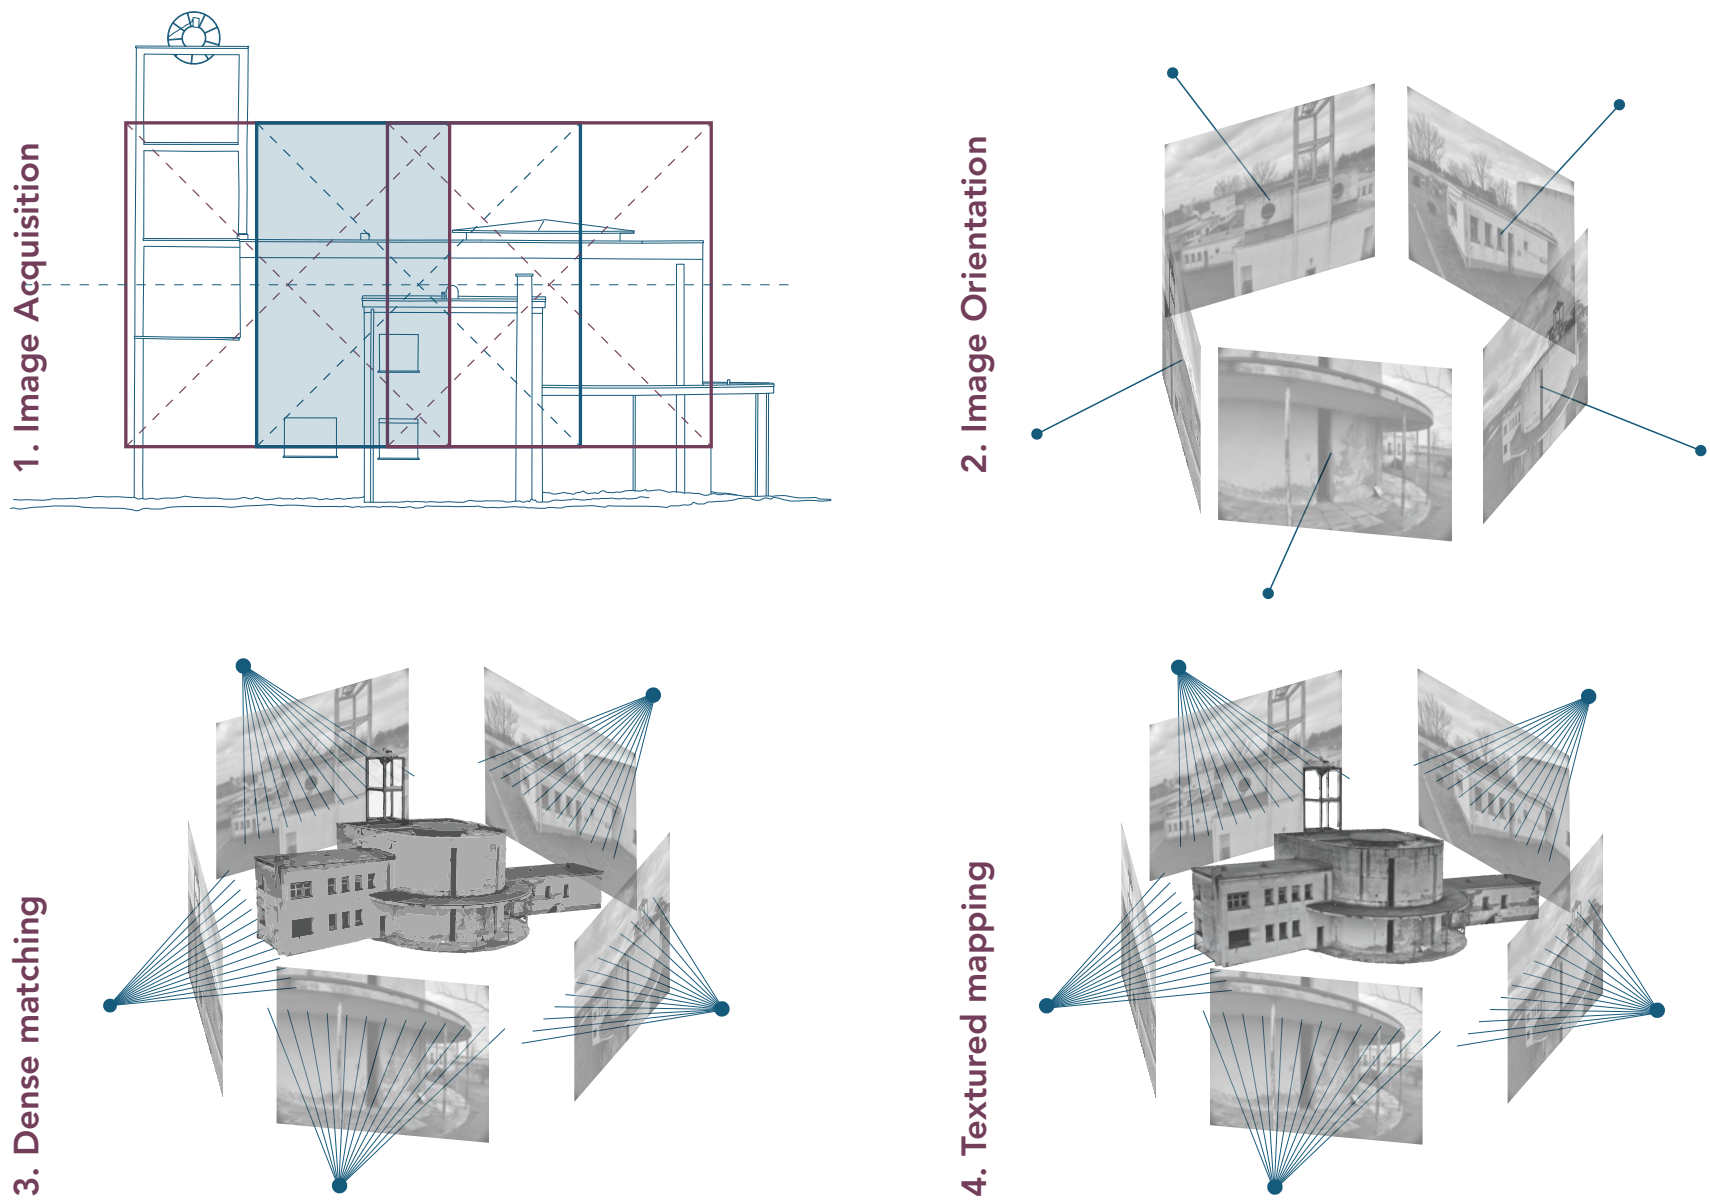 1. Image Acquisition
2. Image Orientation
3. Dense matching
4. Textured mapping